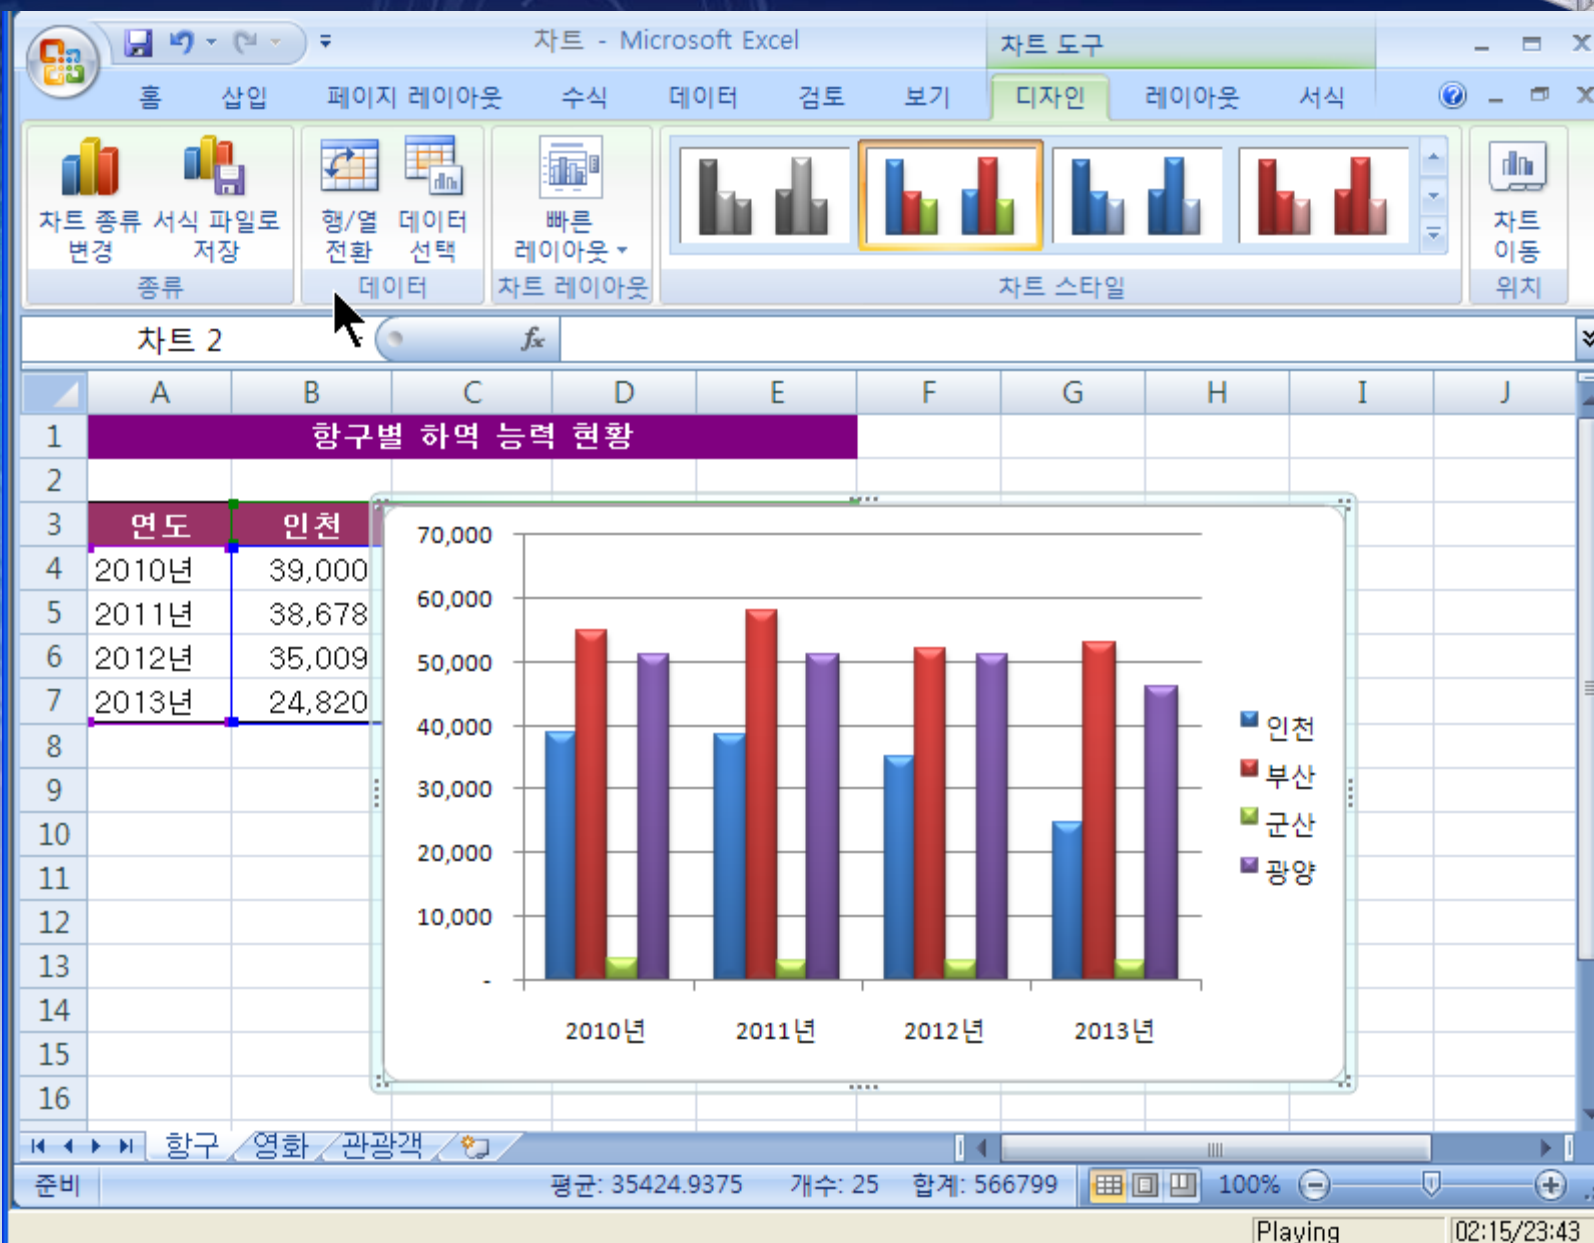 차트 - Microsoft Excel
차트 도구
홈 삽입 페이지 레이아웃 수식 데이터 검토 보기 디자인 레이아웃 서식
차트 종류 변경
서식 파일로 저장
행/열 전환
데이터 선택
빠른 레이아웃
차트 이동
종류 데이터 차트 레이아웃 차트 스타일 위치
차트 2
fx
A B C D E F G H I J
1 항구별 하역 능력 현황
2
3 연도 인천
4 2010년 39,000
5 2011년 38,678
6 2012년 35,009
7 2013년 24,820
8
9
10
11
12
13
14
15
16
70,000
60,000
50,000
40,000
30,000
20,000
10,000
-
2010년 2011년 2012년 2013년
인천
부산
군산
광양
항구 영화 관광객
준비 평균: 35424.9375 개수: 25 합계: 566799 100%
Playing 02:15/23:43